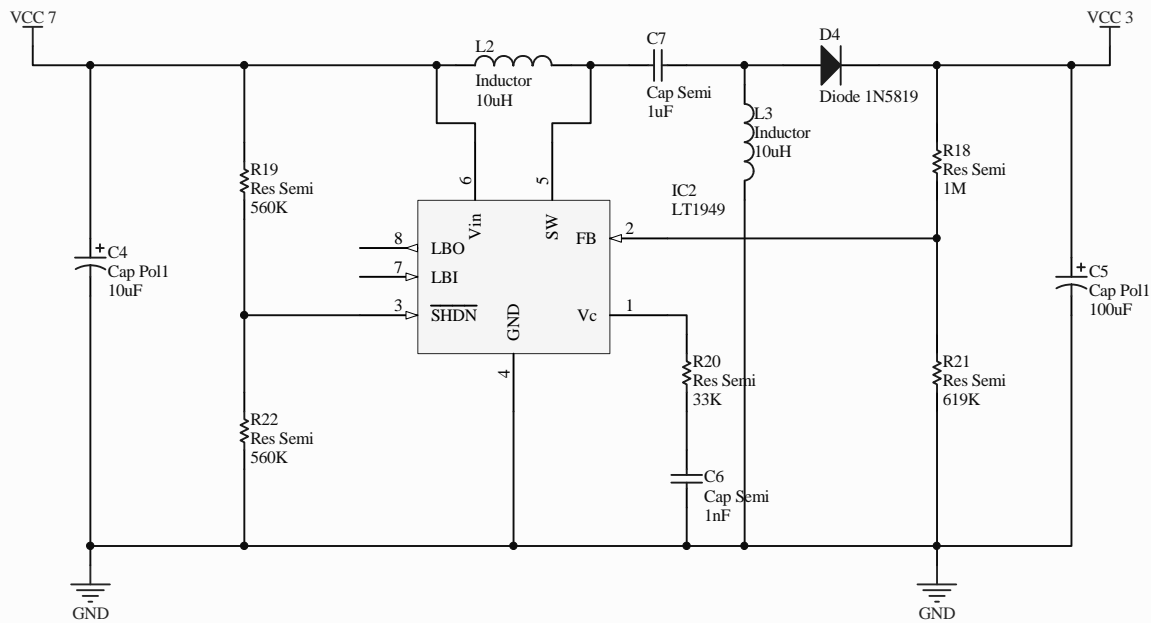 VCC 7
VCC 3
L2
Inductor
10uH
C7
Cap Semi
1uF
D4
Diode 1N5819
L3
Inductor
10uH
R19
Res Semi
560K
R18
Res Semi
1M
IC2
LT1949
6
5
Vin
SW
8
LBO
7
LBI
3
SHDN
FB
2
Vc
1
GND
4
C4
Cap Pol1
10uF
C5
Cap Pol1
100uF
R20
Res Semi
33K
R21
Res Semi
619K
R22
Res Semi
560K
C6
Cap Semi
1nF
GND
GND
+
+